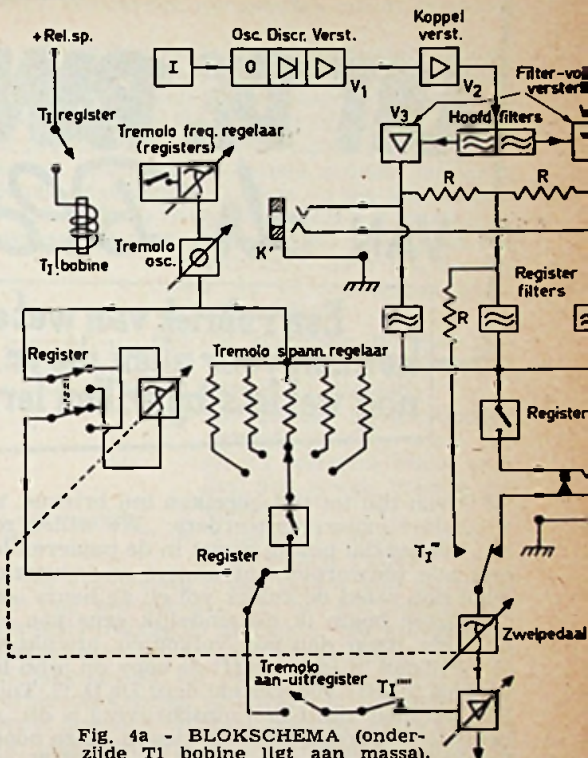 +Rel.sp.
Osc. Discr. Verst.
Koppel
verst.
I
O
V1
V2
Filter-vo
verster
T1 register
Tremolo freq. regelaar
(registers)
V3
Hoofd filters
R
R
Tremolo
osc.
K'
T1 bobine
R
Register
filters
Register
Tremolo spann. regelaar
Register
Register
T1"
Zwelpedaal
Tremolo
aan-uitregister
T1""
Fig. 4a - BLOKSCHEMA (onder-
zijde T1 bobine ligt aan massa).